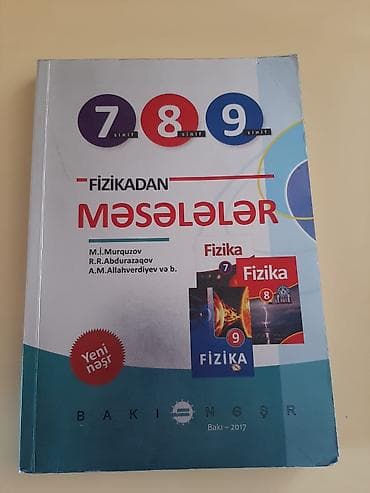 7 8 9
sinif sinif sinif
FİZİKADAN
MƏSƏLƏLƏR
M.İ.Murquzov
R.R.Abdurazaqov
A.M.Allahverdiyev və b.
Fizika
7
Fizika
8
9
FİZİKA
Yeni
nəşr
BAKI NƏŞR
Bakı – 2017